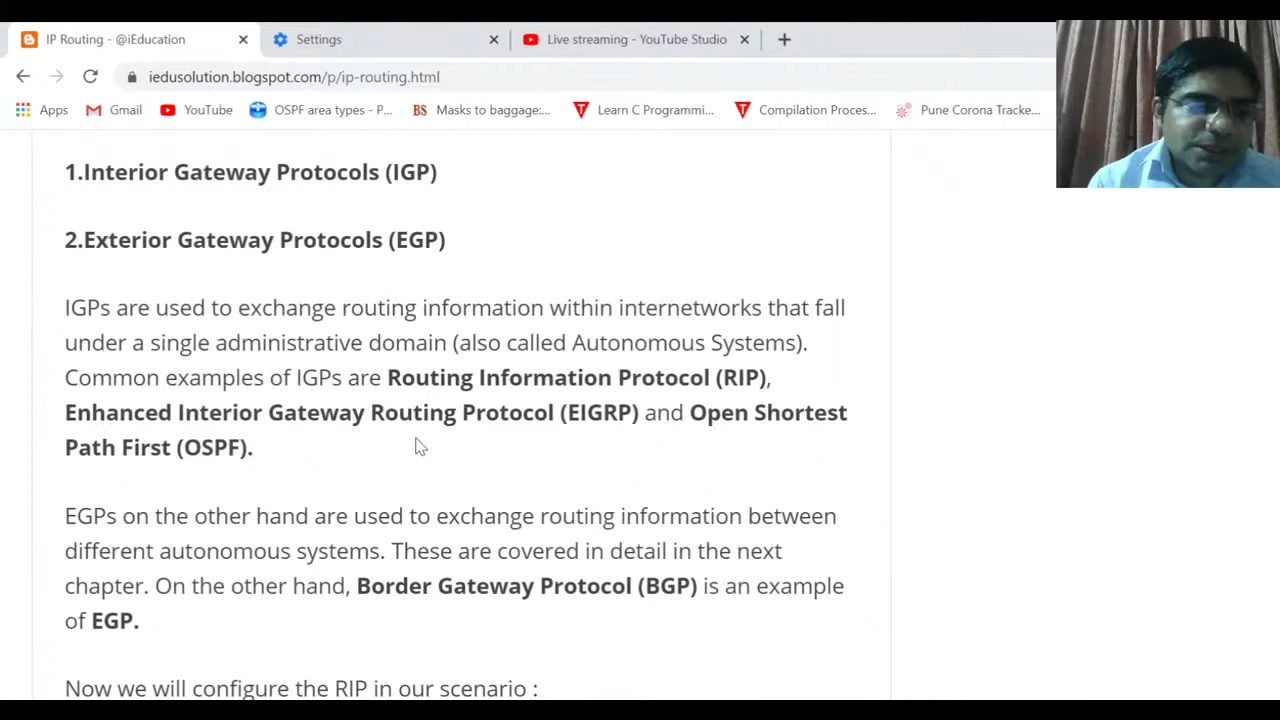 IP Routing - @iEducation
Settings
Live streaming - YouTube Studio
iedusolution.blogspot.com/p/ip-routing.html
Apps
Gmail
YouTube
OSPF area types - P...
BS Masks to baggage:...
T Learn C Programmi...
T Compilation Proces...
Pune Corona Tracke...
1.Interior Gateway Protocols (IGP)
2.Exterior Gateway Protocols (EGP)
IGPs are used to exchange routing information within internetworks that fall
under a single administrative domain (also called Autonomous Systems).
Common examples of IGPs are Routing Information Protocol (RIP),
Enhanced Interior Gateway Routing Protocol (EIGRP) and Open Shortest
Path First (OSPF).
EGPs on the other hand are used to exchange routing information between
different autonomous systems. These are covered in detail in the next
chapter. On the other hand, Border Gateway Protocol (BGP) is an example
of EGP.
Now we will configure the RIP in our scenario :